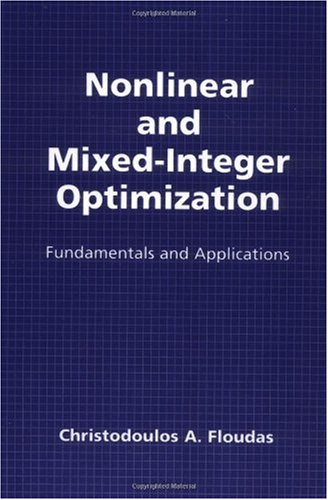 Nonlinear
and
Mixed-Integer
Optimization
Fundamentals and Applications
Christodoulos A. Floudas